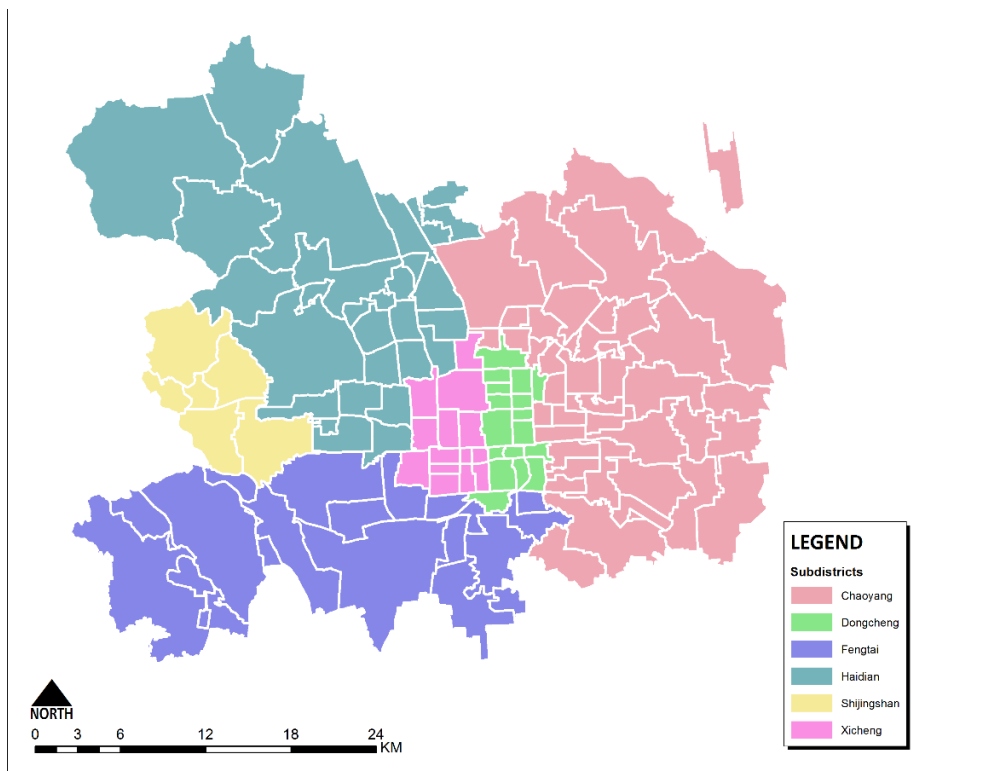 LEGEND
Subdistricts
Chaoyang
Dongcheng
Fengtai
Haidian
Shijingshan
Xicheng
NORTH
0 3 6 12 18 24
KM